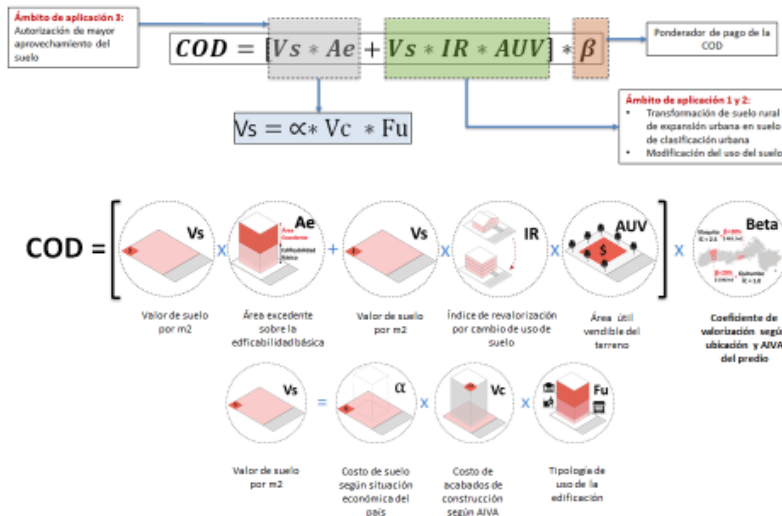 Ámbito de aplicación 3:
Autorización de mayor
aprovechamiento del
suelo
COD = [Vs * Ae + Vs * IR * AUV] * β
Ponderador de pago de la
COD
Vs = ∝* Vc * Fu
Ámbito de aplicación 1 y 2:
• Transformación de suelo rural
de expansión urbana en suelo
de clasificación urbana
• Modificación del uso del suelo
COD = [ Vs x Ae + Vs x IR x AUV ] x Beta
Área
Excedente
Edificabilidad
Básica
$
Valor de suelo
por m2
Área excedente
sobre la
edficabilidad básica
Valor de suelo
por m2
Índice de revalorización
por cambio de uso de
suelo
Área útil
vendible del
terreno
Coeficiente de
valorización según
ubicación y AIVA
del predio
Vs = α x Vc x Fu
Valor de suelo
por m2
Costo de suelo
según situación
económica del
país
Costo de
acabados de
construcción
según AIVA
Tipología de
uso de la
edificación